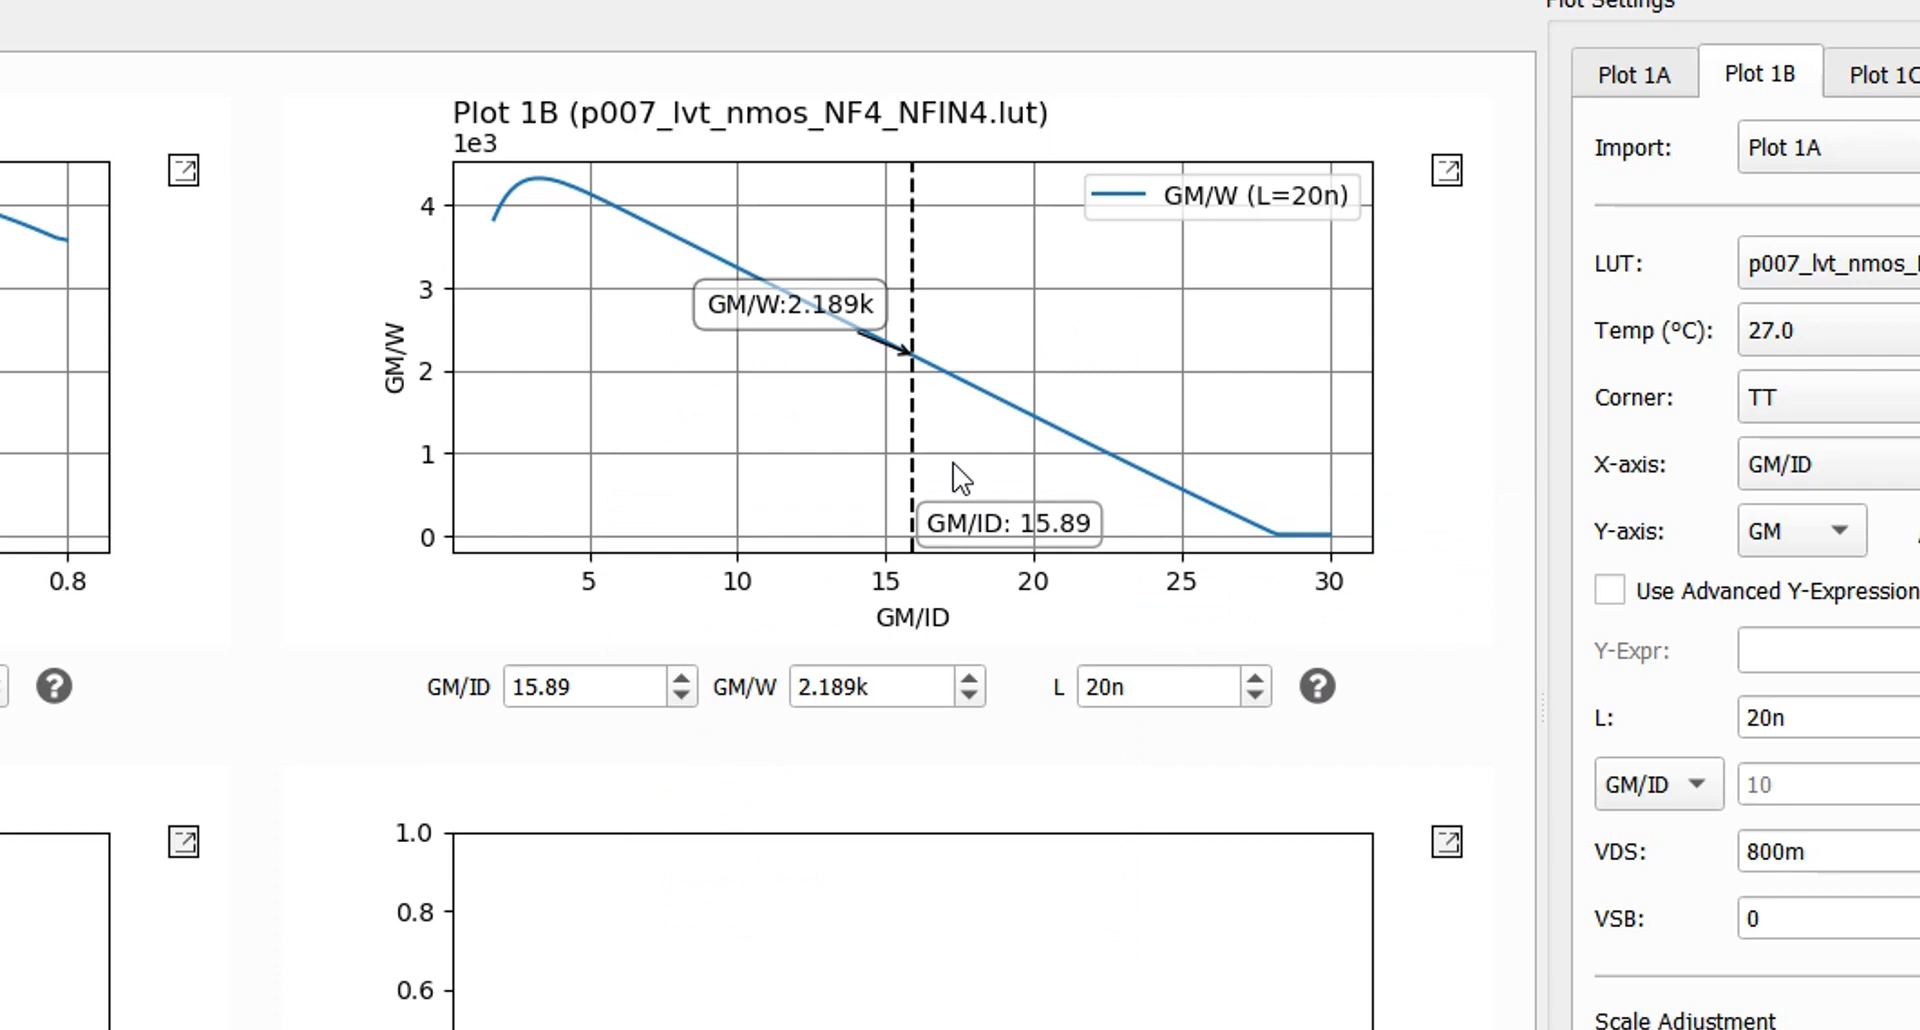 Plot Settings
Plot 1A
Plot 1B
Plot 1C
Plot 1B (p007_lvt_nmos_NF4_NFIN4.lut)
1e3
Import:
Plot 1A
GM/W (L=20n)
4
LUT:
p007_lvt_nmos_
3
GM/W:2.189k
Temp (°C):
27.0
GM/W
2
Corner:
TT
1
X-axis:
GM/ID
GM/ID: 15.89
0
Y-axis:
GM
0.8
5
10
15
20
25
30
Use Advanced Y-Expression
GM/ID
Y-Expr:
GM/ID
15.89
GM/W
2.189k
L
20n
L:
20n
GM/ID
10
1.0
VDS:
800m
0.8
VSB:
0
0.6
Scale Adjustment